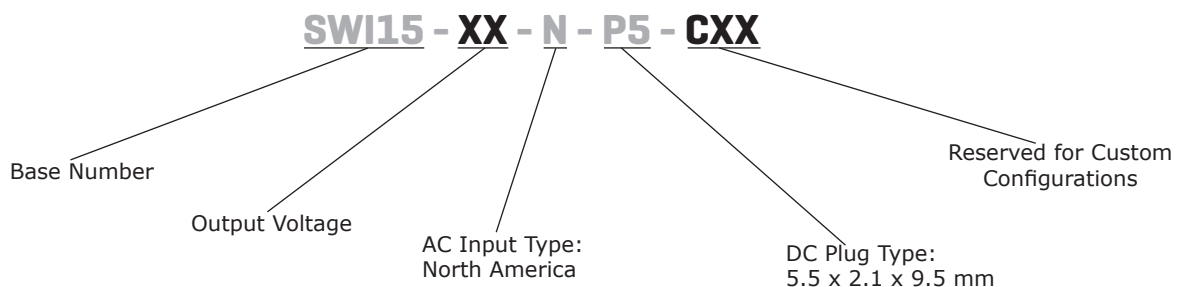 SWI15 - XX - N - P5 - CXX
Base Number
Output Voltage
AC Input Type:
North America
DC Plug Type:
5.5 x 2.1 x 9.5 mm
Reserved for Custom
Configurations